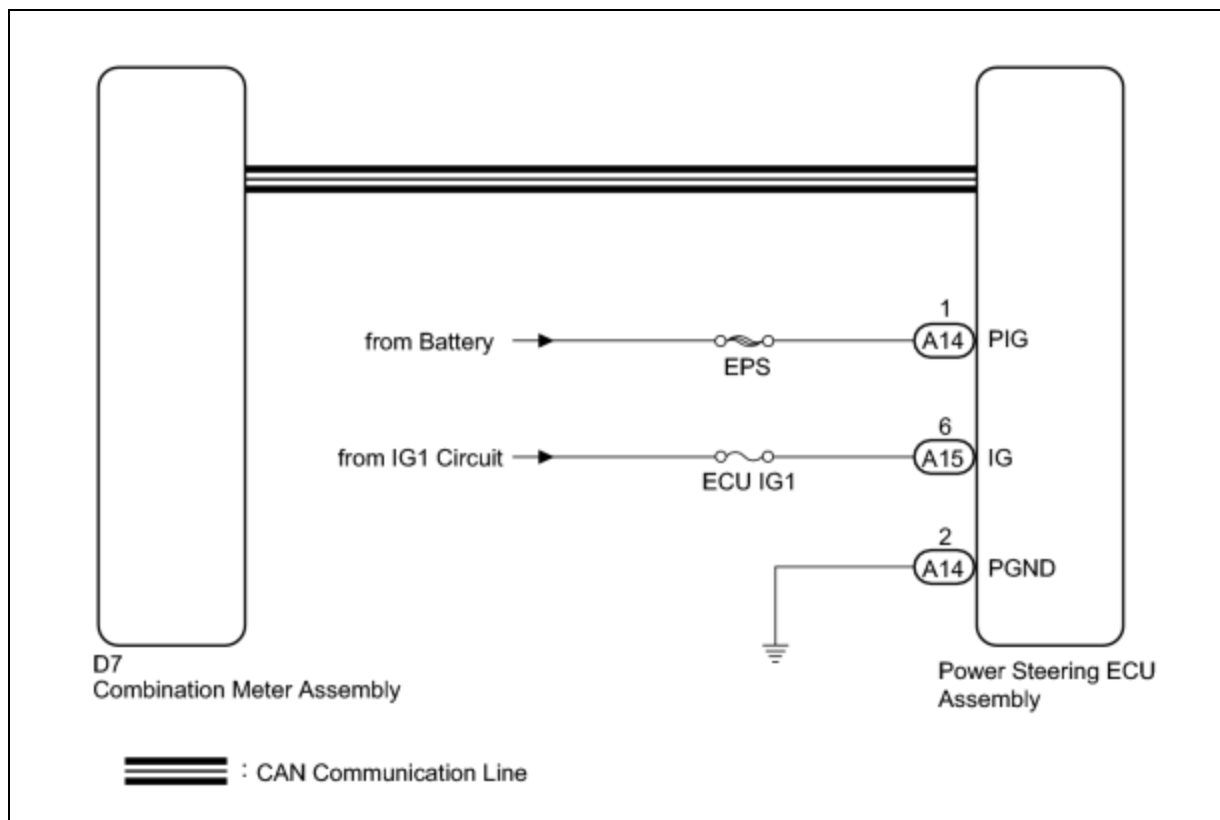 1
from Battery
A14
PIG
EPS
6
from IG1 Circuit
A15
IG
ECU IG1
2
A14
PGND
D7
Combination Meter Assembly
Power Steering ECU
Assembly
: CAN Communication Line